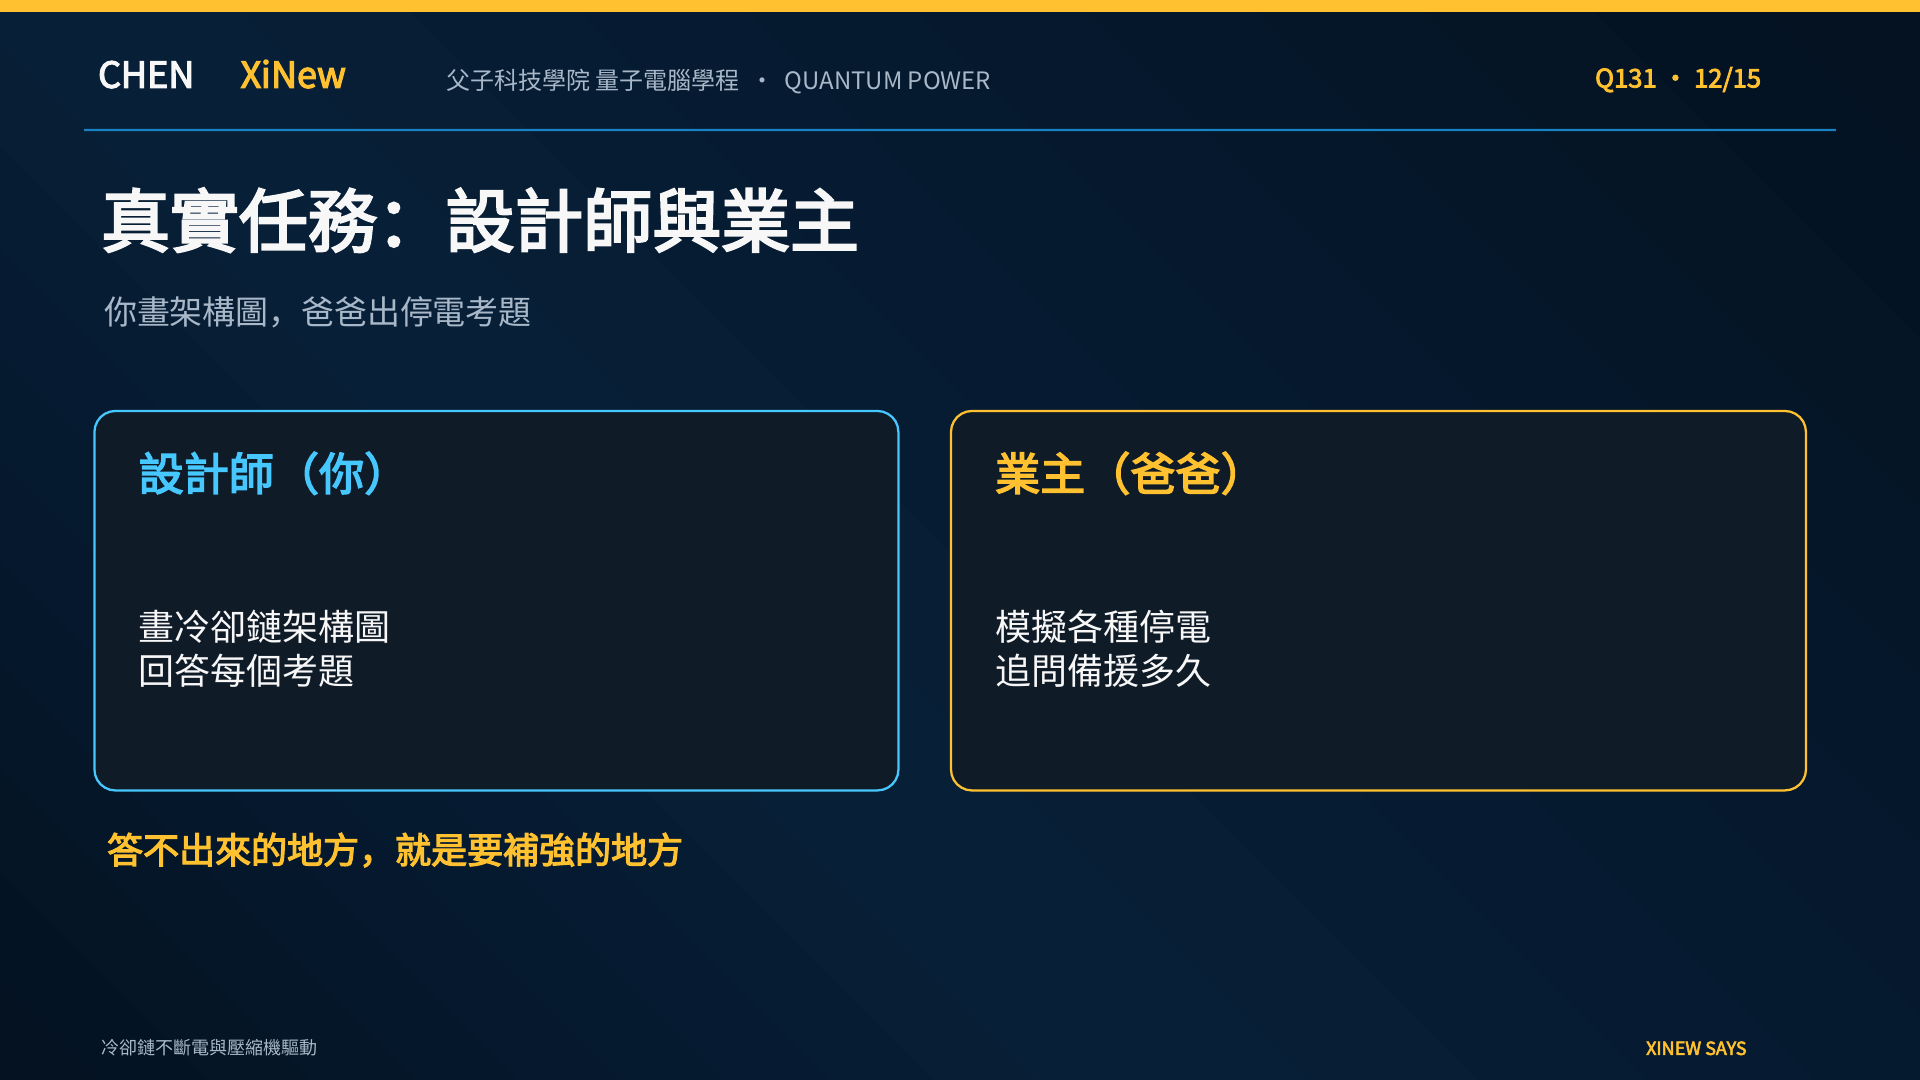 CHEN XiNew 父子科技學院 量子電腦學程 · QUANTUM POWER Q131 · 12/15
真實任務：設計師與業主
你畫架構圖，爸爸出停電考題
設計師（你）
畫冷卻鏈架構圖
回答每個考題
業主（爸爸）
模擬各種停電
追問備援多久
答不出來的地方，就是要補強的地方
冷卻鏈不斷電與壓縮機驅動 XINEW SAYS